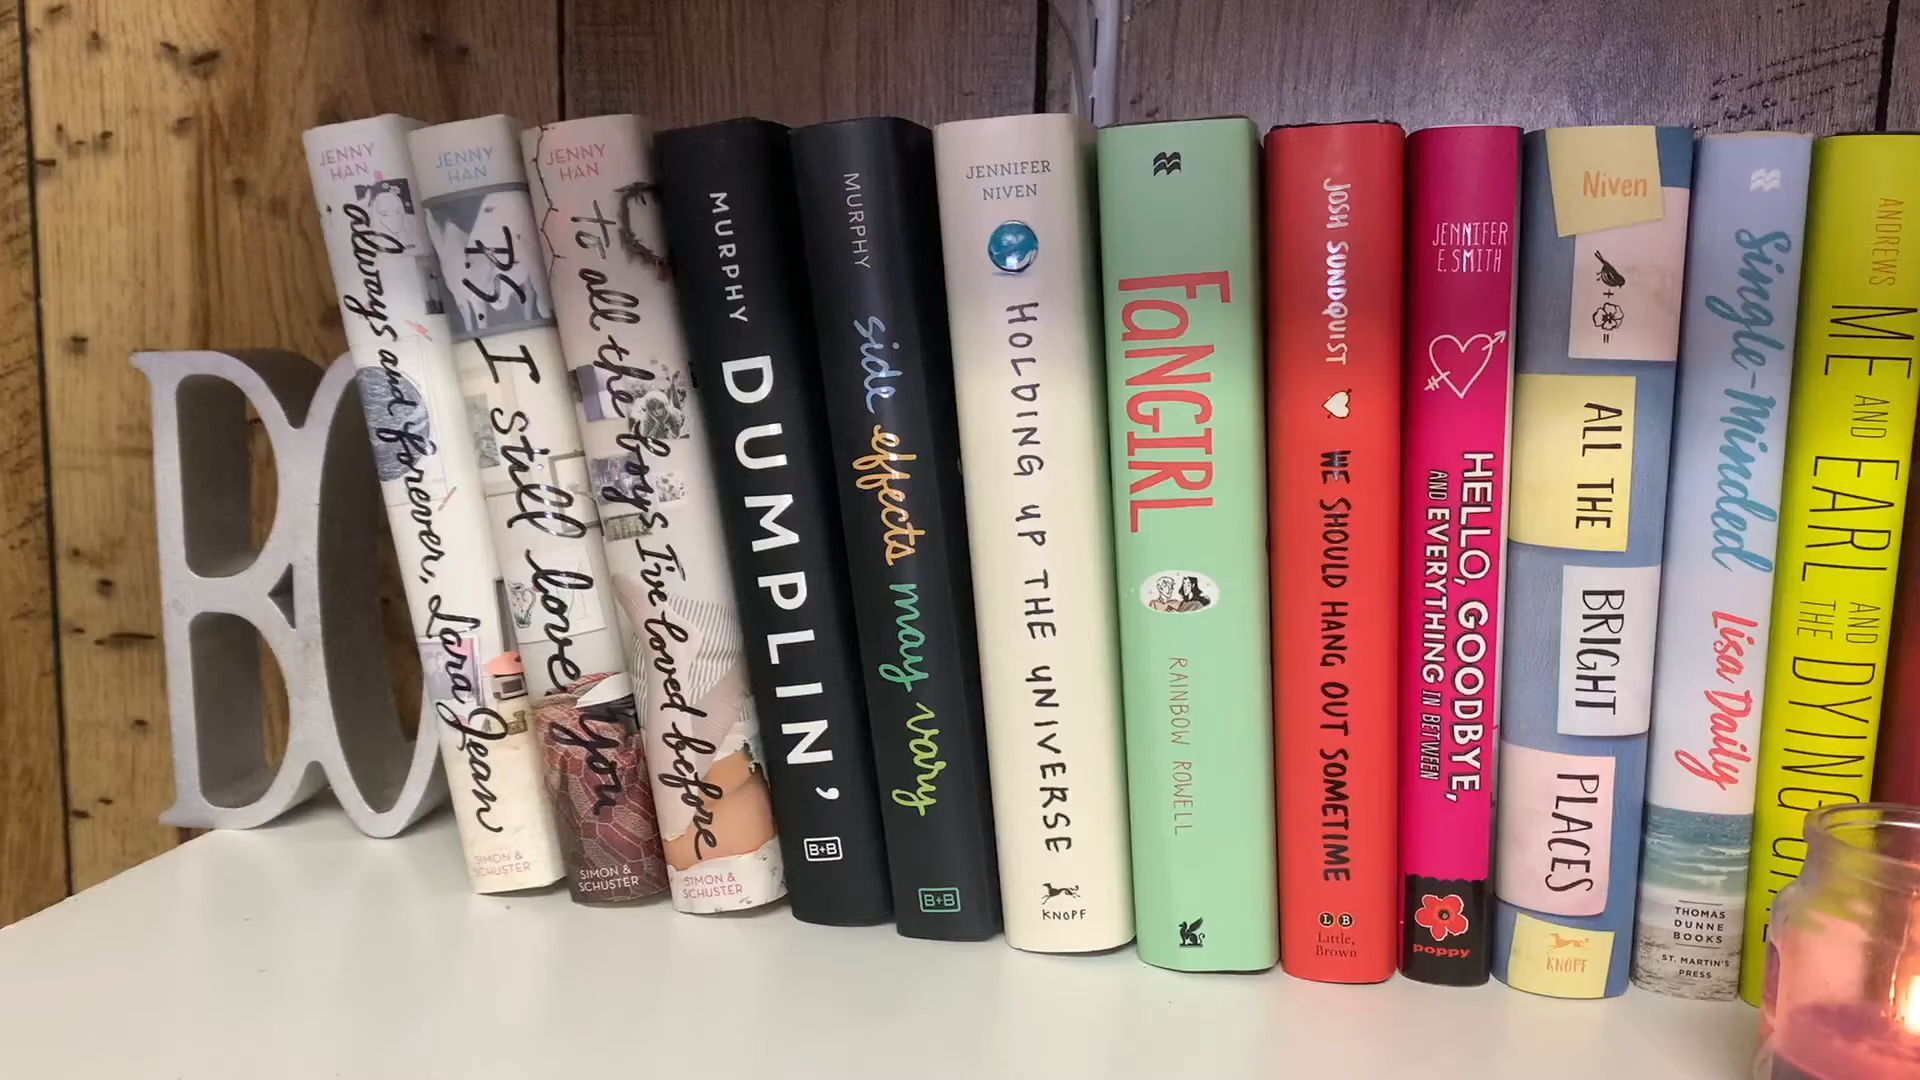 BO
JENNY
HAN
always and forever, Lara Jean
SIMON &
SCHUSTER
JENNY
HAN
P.S. I still love you
SIMON &
SCHUSTER
JENNY
HAN
to all the boys I've loved before
SIMON &
SCHUSTER
MURPHY
DUMPLIN'
B+B
MURPHY
side effects may vary
B+B
JENNIFER
NIVEN
HOLDING UP THE UNIVERSE
KNOPF
FANGIRL
RAINBOW ROWELL
JOSH SUNDQUIST
WE SHOULD HANG OUT SOMETIME
L B
Little,
Brown
JENNIFER
E. SMITH
HELLO, GOODBYE,
AND EVERYTHING IN BETWEEN
poppy
Niven
+
=
ALL THE
BRIGHT
PLACES
KNOPF
Single-Minded
Lisa Daily
THOMAS
DUNNE
BOOKS
ST. MARTIN'S
PRESS
ANDREWS
ME AND EARL AND
THE DYING